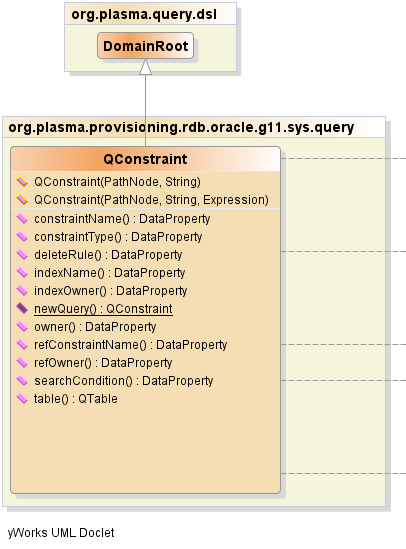 org.plasma.query.dsl
DomainRoot
org.plasma.provisioning.rdb.oracle.g11.sys.query
QConstraint
QConstraint(PathNode, String)
QConstraint(PathNode, String, Expression)
constraintName() : DataProperty
constraintType() : DataProperty
deleteRule() : DataProperty
indexName() : DataProperty
indexOwner() : DataProperty
newQuery() : QConstraint
owner() : DataProperty
refConstraintName() : DataProperty
refOwner() : DataProperty
searchCondition() : DataProperty
table() : QTable
yWorks UML Doclet